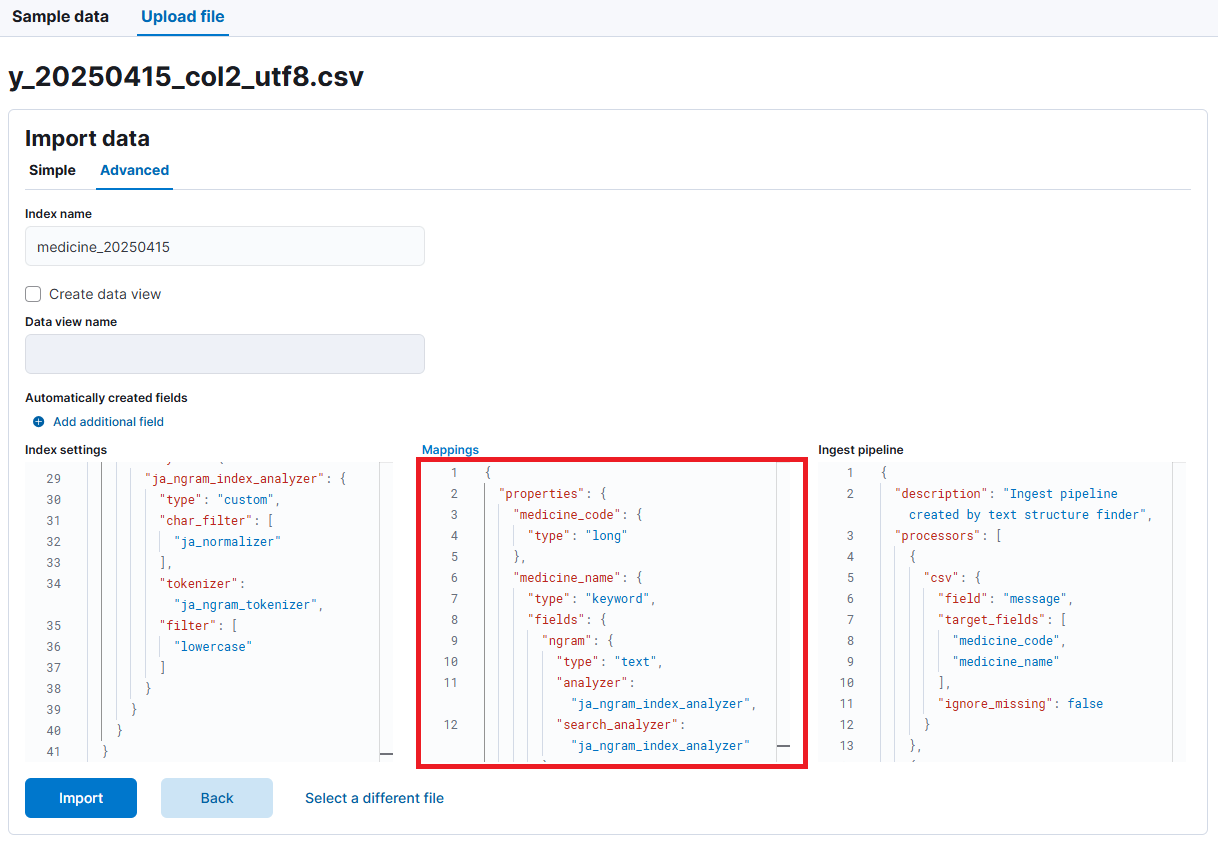 Sample data
Upload file
y_20250415_col2_utf8.csv
Import data
Simple
Advanced
Index name
medicine_20250415
Create data view
Data view name
Automatically created fields
Add additional field
Index settings
29 "ja_ngram_index_analyzer": {
30 "type": "custom",
31 "char_filter": [
32 "ja_normalizer"
33 ],
34 "tokenizer":
"ja_ngram_tokenizer",
35 "filter": [
36 "lowercase"
37 ]
38 }
39 }
40 }
41 }
Mappings
1 {
2 "properties": {
3 "medicine_code": {
4 "type": "long"
5 },
6 "medicine_name": {
7 "type": "keyword",
8 "fields": {
9 "ngram": {
10 "type": "text",
11 "analyzer":
"ja_ngram_index_analyzer",
12 "search_analyzer":
"ja_ngram_index_analyzer"
Ingest pipeline
1 {
2 "description": "Ingest pipeline
created by text structure finder",
3 "processors": [
4 {
5 "csv": {
6 "field": "message",
7 "target_fields": [
8 "medicine_code",
9 "medicine_name"
10 ],
11 "ignore_missing": false
12 }
13 },
Import
Back
Select a different file